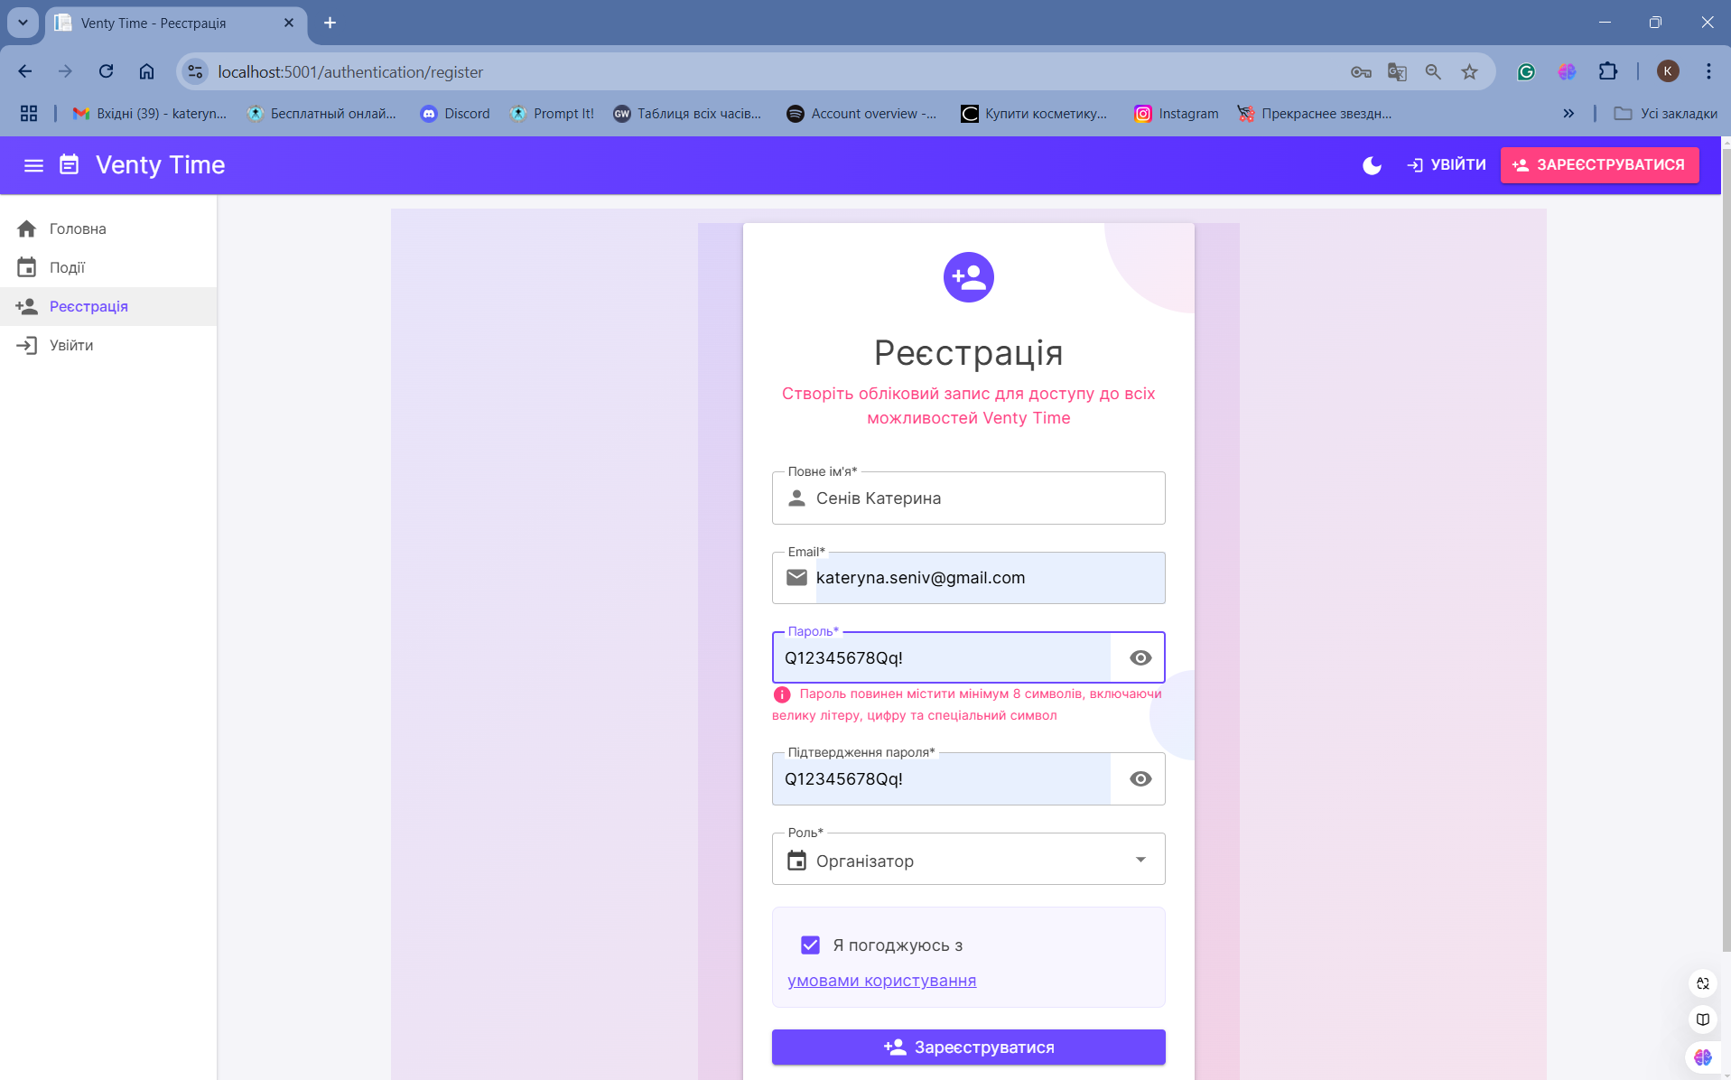 Venty Time - Реєстрація
localhost:5001/authentication/register
K
Вхідні (39) - kateryn...
Бесплатный онлай...
Discord
Prompt It!
GW
Таблиця всіх часів...
Account overview -...
Купити косметику...
Instagram
Прекраснее звездн...
Усі закладки
Venty Time
УВІЙТИ
ЗАРЕЄСТРУВАТИСЯ
Головна
Події
Реєстрація
Увійти
Реєстрація
Створіть обліковий запис для доступу до всіх
можливостей Venty Time
Повне ім'я*
Сенів Катерина
Email*
kateryna.seniv@gmail.com
Пароль*
Q12345678Qq!
Пароль повинен містити мінімум 8 символів, включаючи
велику літеру, цифру та спеціальний символ
Підтвердження пароля*
Q12345678Qq!
Роль*
Організатор
Я погоджуюсь з
умовами користування
Зареєструватися